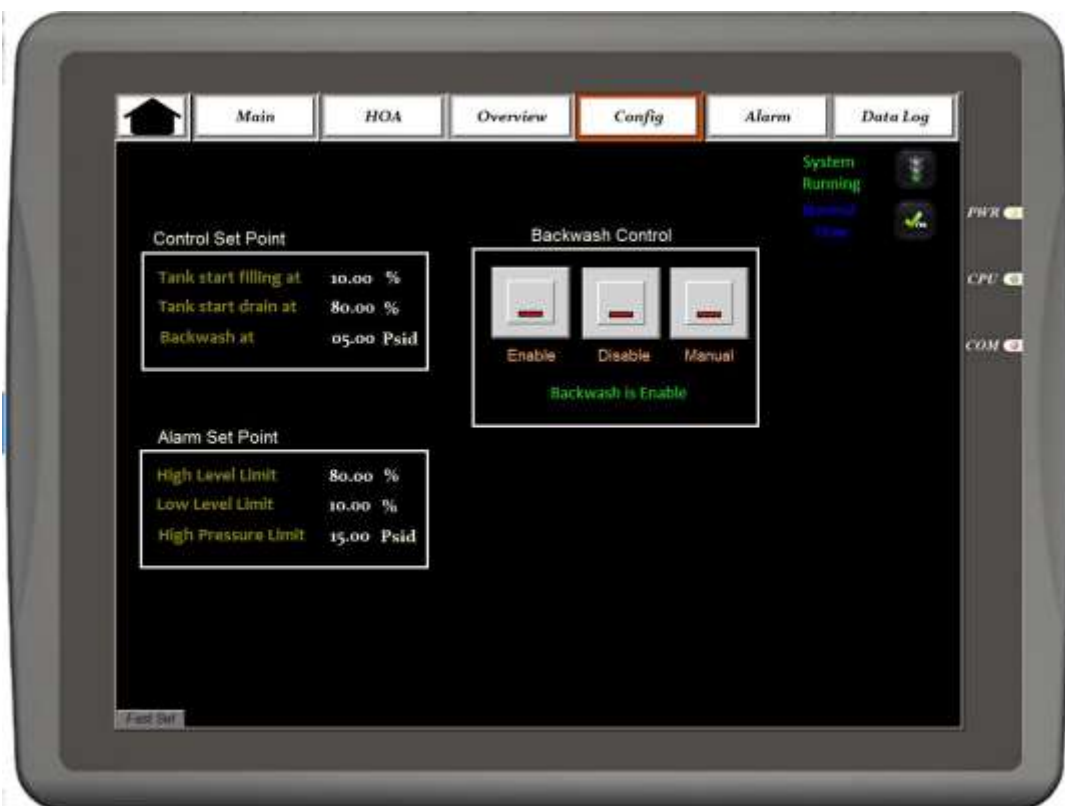 Main
HOA
Overview
Config
Alarm
Data Log
System
Running
PWR
CPU
COM
Control Set Point
Tank start filling at 10.00 %
Tank start drain at 80.00 %
Backwash at 05.00 Psid
Backwash Control
Enable
Disable
Manual
Backwash is Enable
Alarm Set Point
High Level Limit 80.00 %
Low Level Limit 10.00 %
High Pressure Limit 15.00 Psid